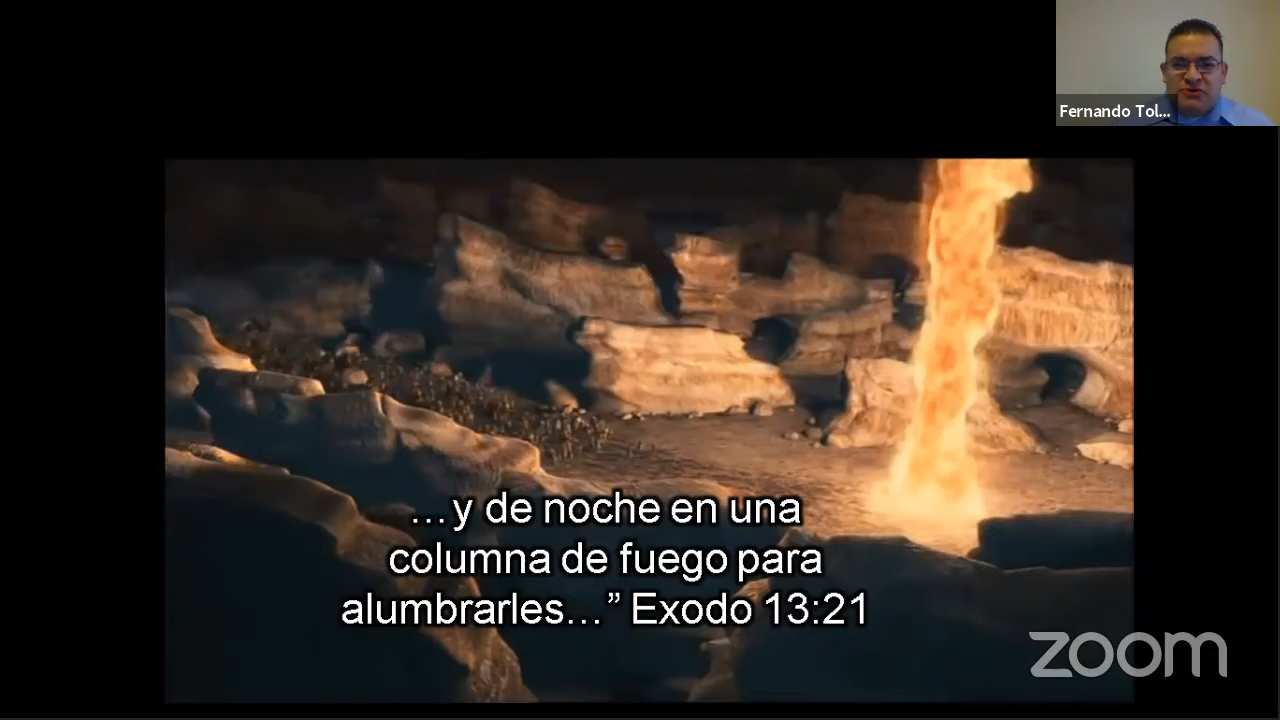 Fernando Tol...
…y de noche en una
columna de fuego para
alumbrarles…” Exodo 13:21
zoom